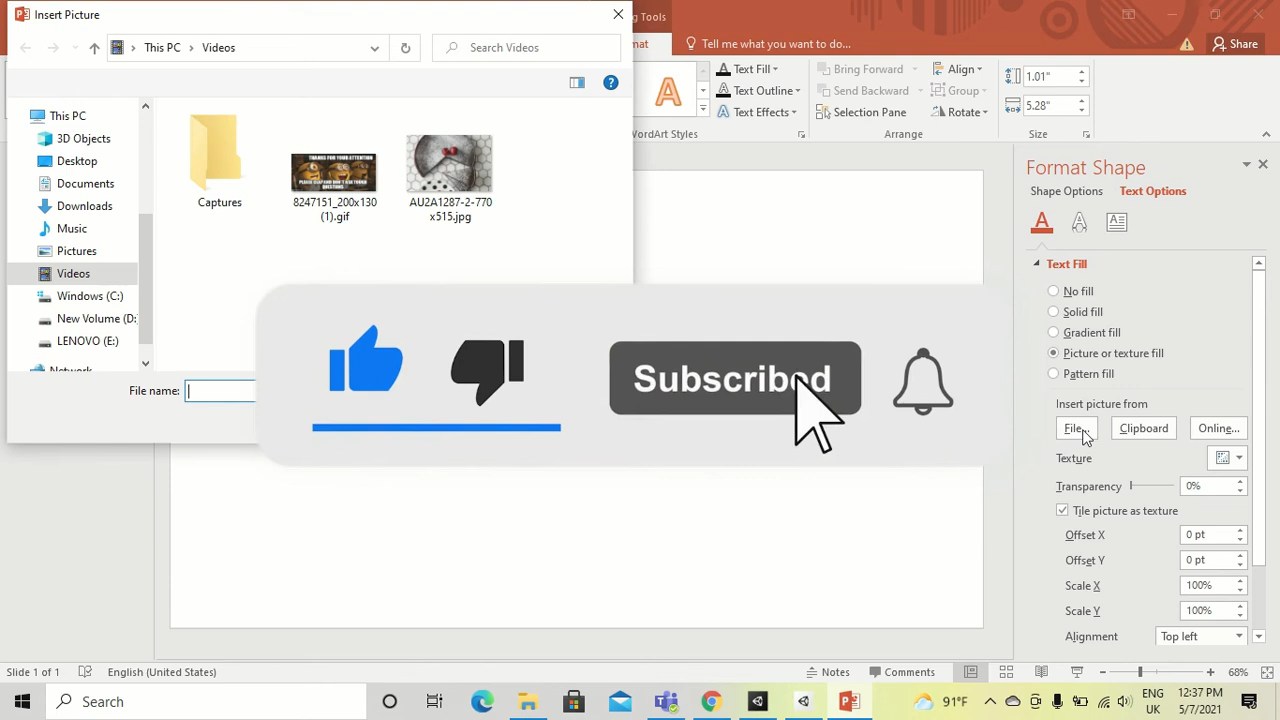 Insert Picture
This PC
Videos
Search Videos
This PC
3D Objects
Desktop
Documents
Downloads
Music
Pictures
Videos
Windows (C:)
New Volume (D:
LENOVO (E:)
Captures
THANKS FOR YOUR ATTENTION
8247151_200x130
(1).gif
AU2A1287-2-770
x515.jpg
File name:
Tell me what you want to do...
Share
Text Fill
Text Outline
Text Effects
WordArt Styles
Bring Forward
Send Backward
Selection Pane
Align
Group
Rotate
Arrange
1.01"
5.28"
Size
Format Shape
Shape Options
Text Options
Text Fill
No fill
Solid fill
Gradient fill
Picture or texture fill
Pattern fill
Insert picture from
File...
Clipboard
Online...
Texture
Transparency
0%
Tile picture as texture
Offset X
0 pt
Offset Y
0 pt
Scale X
100%
Scale Y
100%
Alignment
Top left
Subscribed
Slide 1 of 1
English (United States)
Notes
Comments
68%
Search
91°F
ENG
UK
12:37 PM
5/7/2021